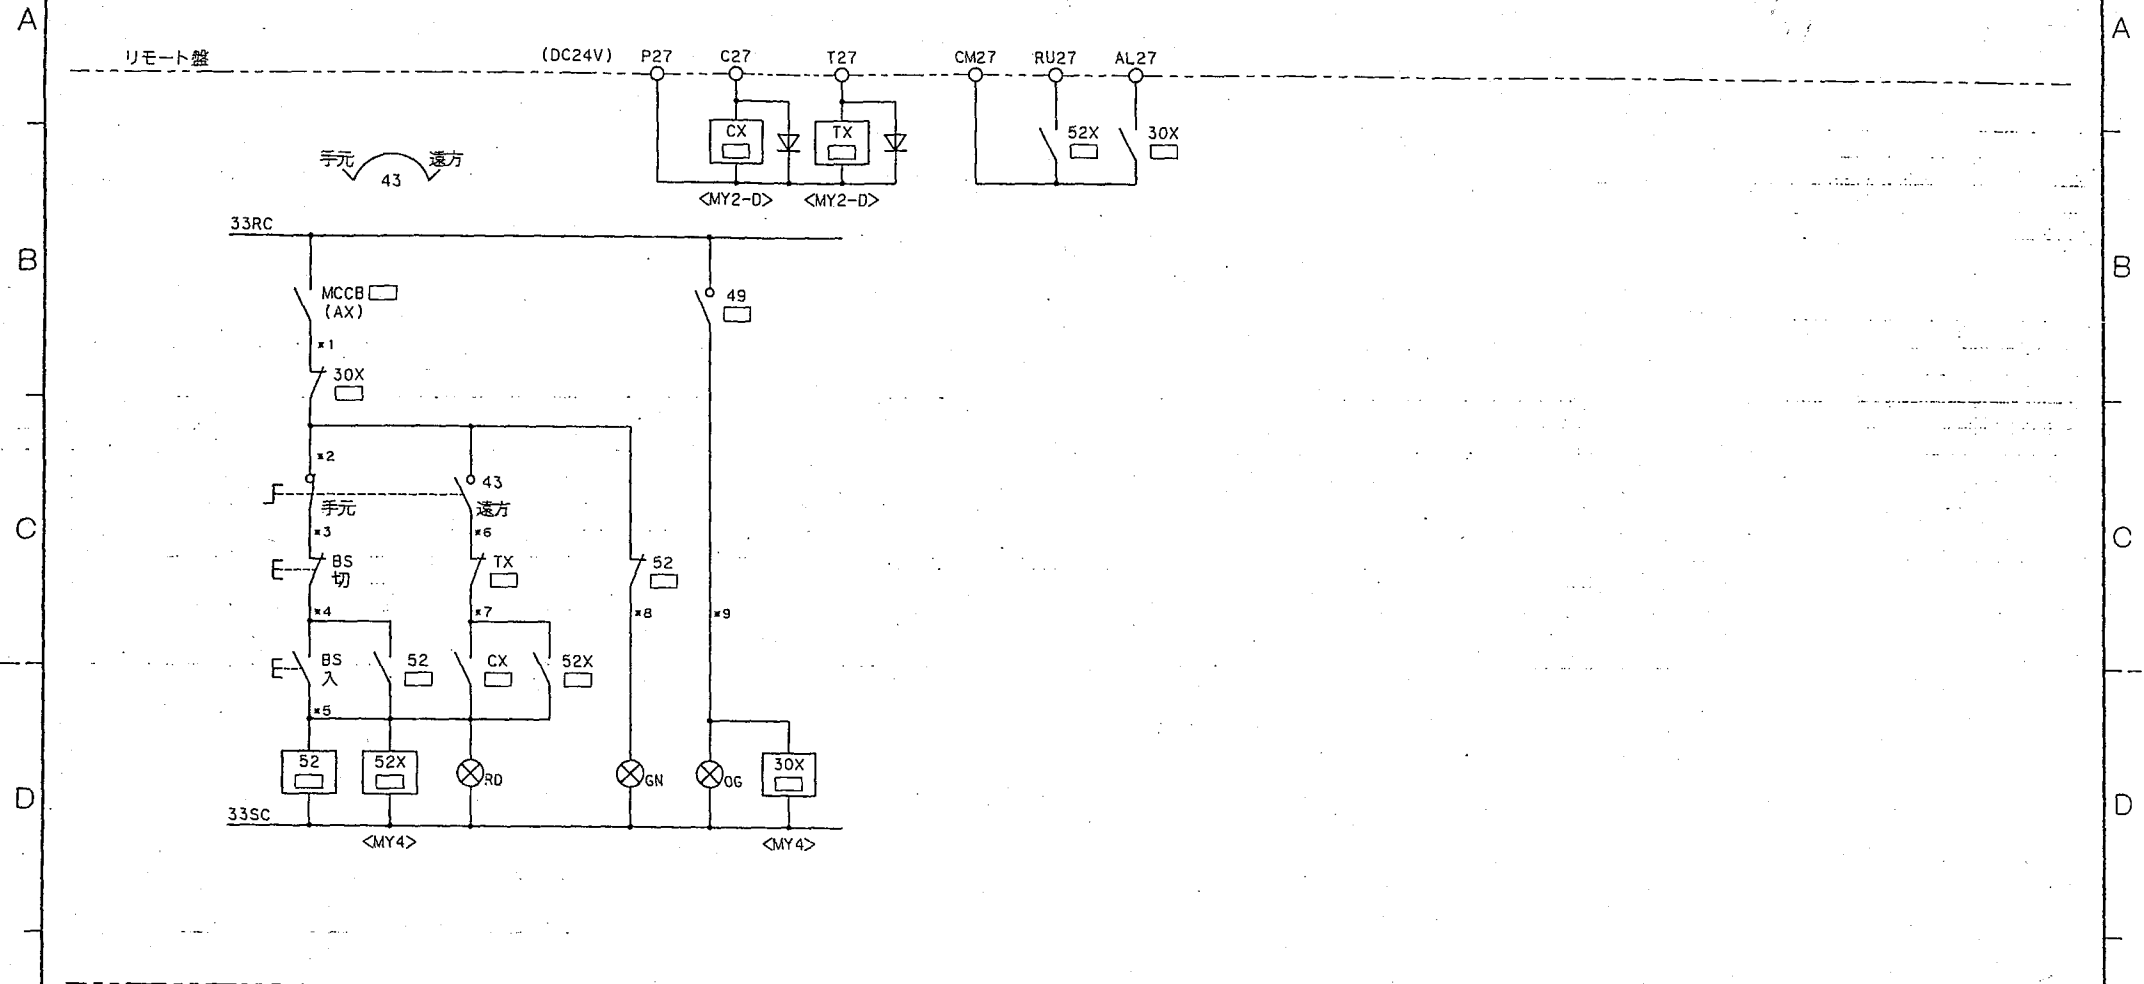 A A
リモート盤 (DC24V) P27 C27 T27 CM27 RU27 AL27
CX TX 52X 30X
手元 遠方
43
<MY2-D> <MY2-D>
33RC
B B
MCCB 49
(AX)
*1
30X
*2
43
手元 遠方
C *3 *6 C
BS TX 52
切
*4 *7 *8 *9
BS 52 CX 52X
入
*5
52 52X 30X
RD GN OG
D D
33SC
<MY4> <MY4>